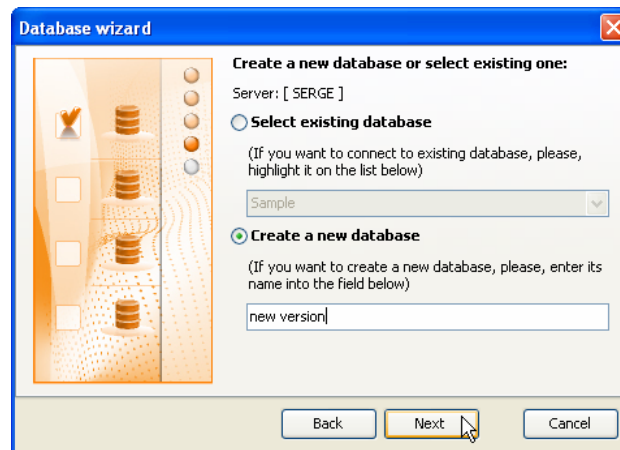 Database wizard
Create a new database or select existing one:
Server: [ SERGE ]
Select existing database
(If you want to connect to existing database, please,
highlight it on the list below)
Sample
Create a new database
(If you want to create a new database, please, enter its
name into the field below)
new version
Back
Next
Cancel